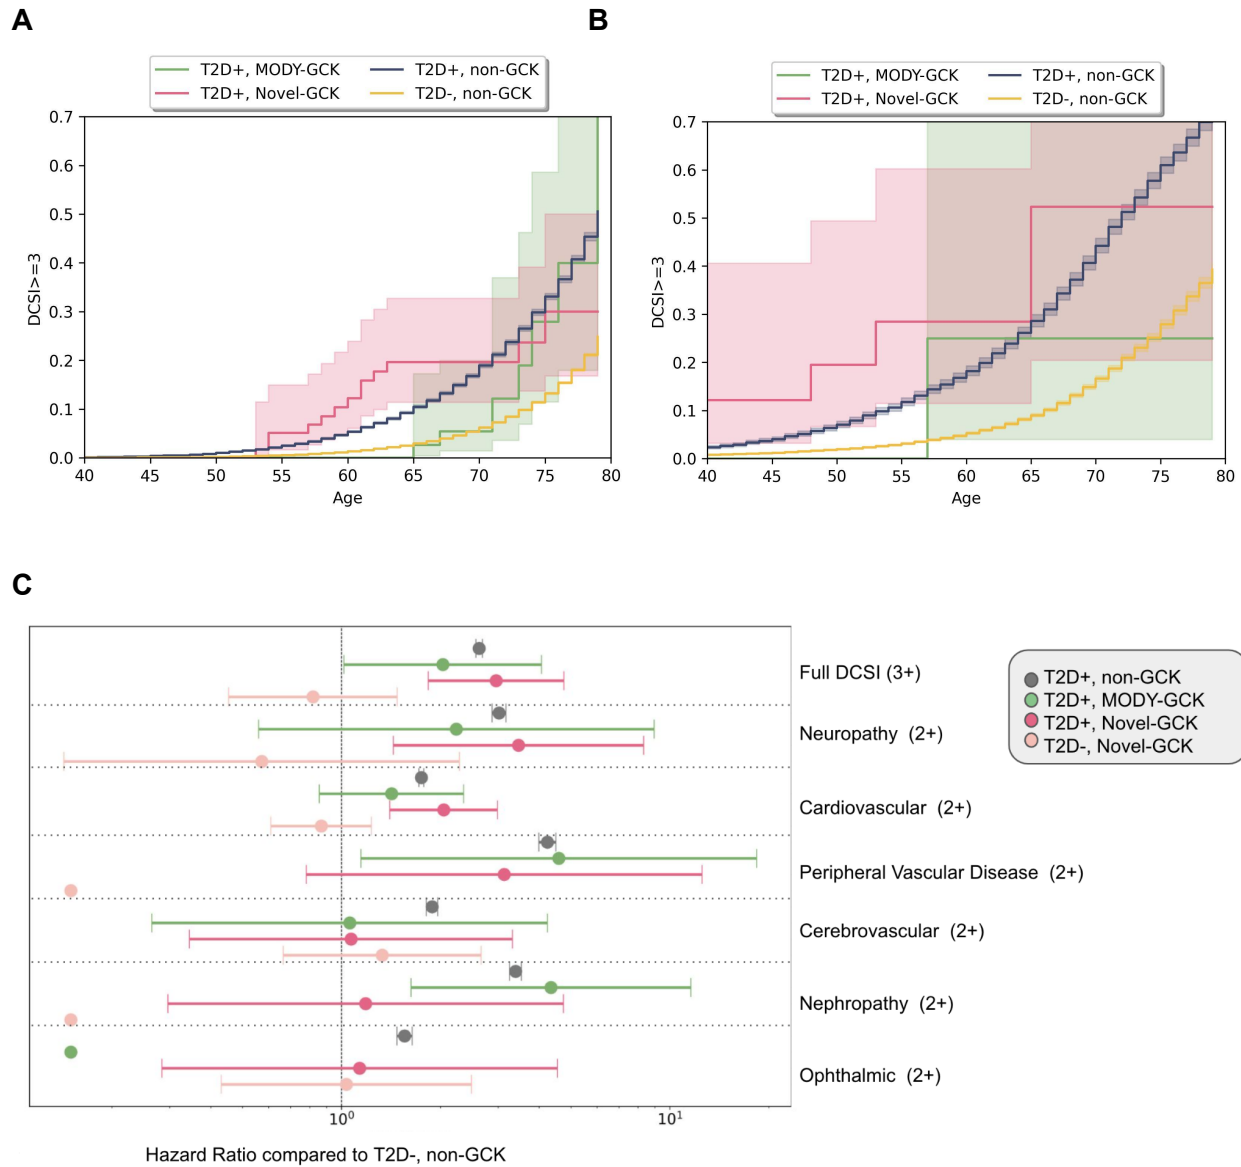 A
B
T2D+, MODY-GCK
T2D+, Novel-GCK
T2D+, non-GCK
T2D-, non-GCK
DCSI>=3
0.7
0.6
0.5
0.4
0.3
0.2
0.1
0.0
40 45 50 55 60 65 70 75 80
Age
T2D+, MODY-GCK
T2D+, Novel-GCK
T2D+, non-GCK
T2D-, non-GCK
DCSI>=3
0.7
0.6
0.5
0.4
0.3
0.2
0.1
0.0
40 45 50 55 60 65 70 75 80
Age
C
Full DCSI (3+)
Neuropathy (2+)
Cardiovascular (2+)
Peripheral Vascular Disease (2+)
Cerebrovascular (2+)
Nephropathy (2+)
Ophthalmic (2+)
T2D+, non-GCK
T2D+, MODY-GCK
T2D+, Novel-GCK
T2D-, Novel-GCK
10⁰ 10¹
Hazard Ratio compared to T2D-, non-GCK